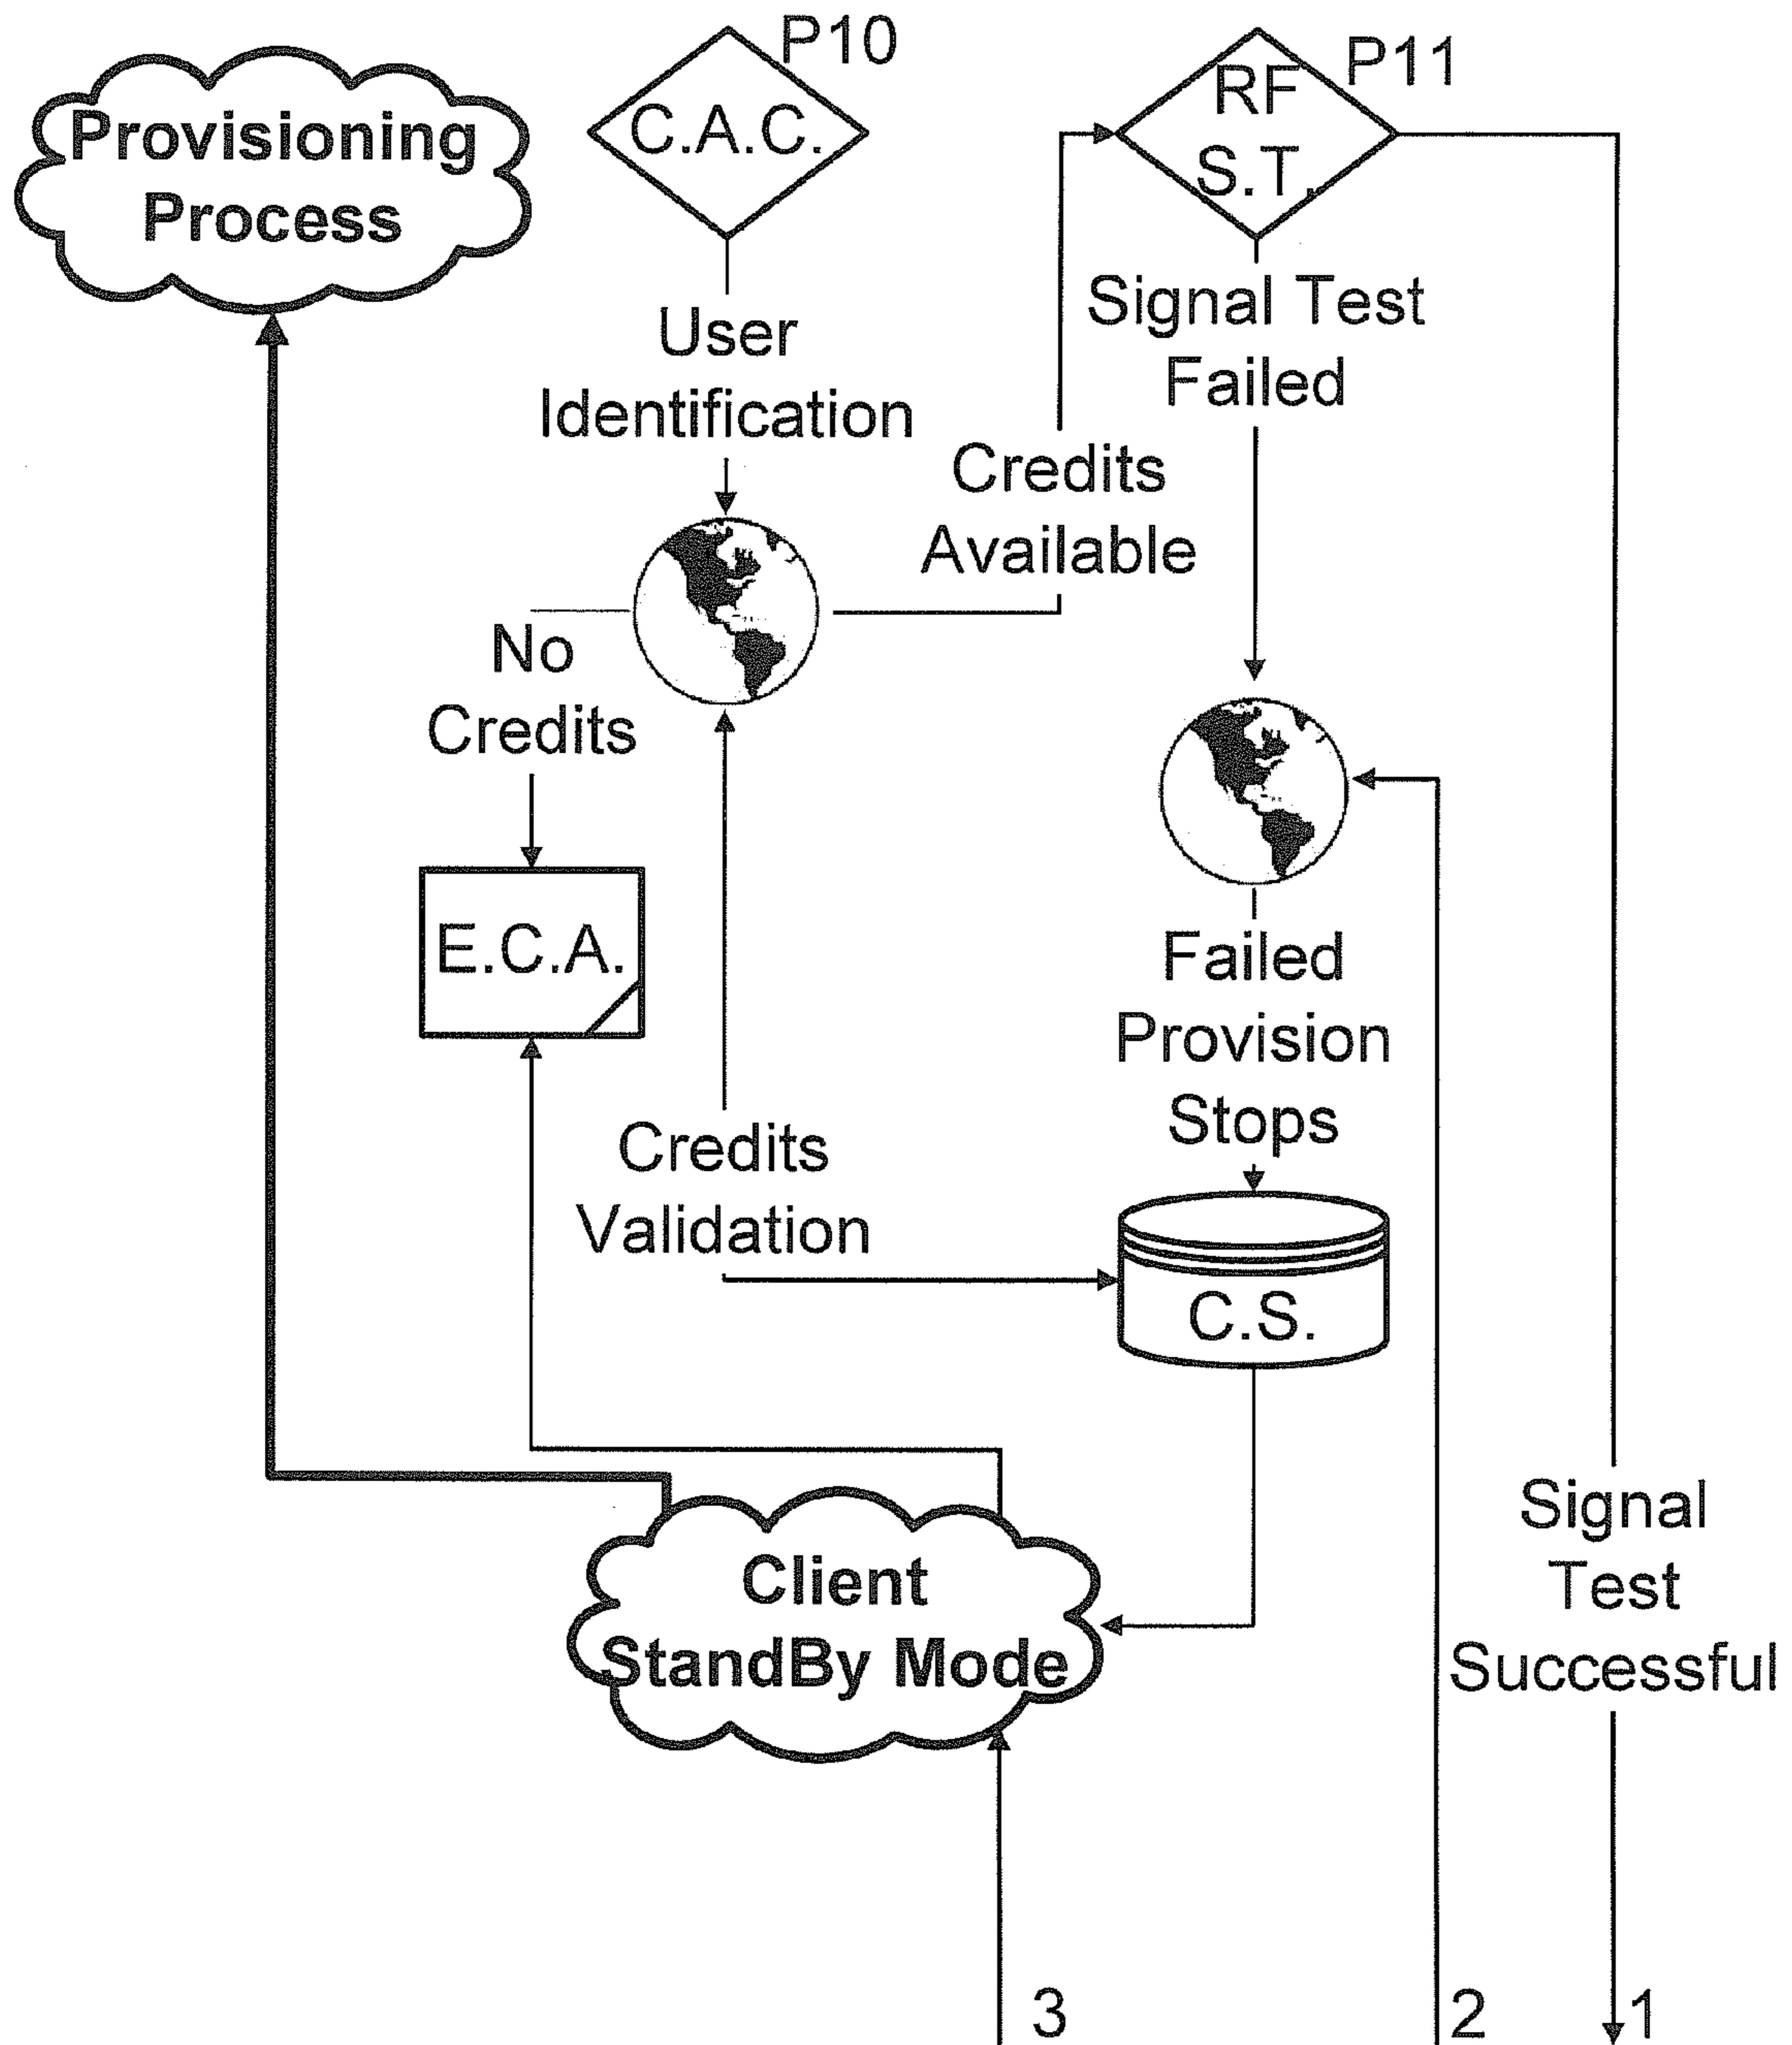 Provisioning
Process
P10
C.A.C.
P11
RF
S.T.
User
Identification
Signal Test
Failed
Credits
Available
No
Credits
E.C.A.
Failed
Provision
Stops
Credits
Validation
C.S.
Signal
Test
Successful
Client
StandBy Mode
3
2
1